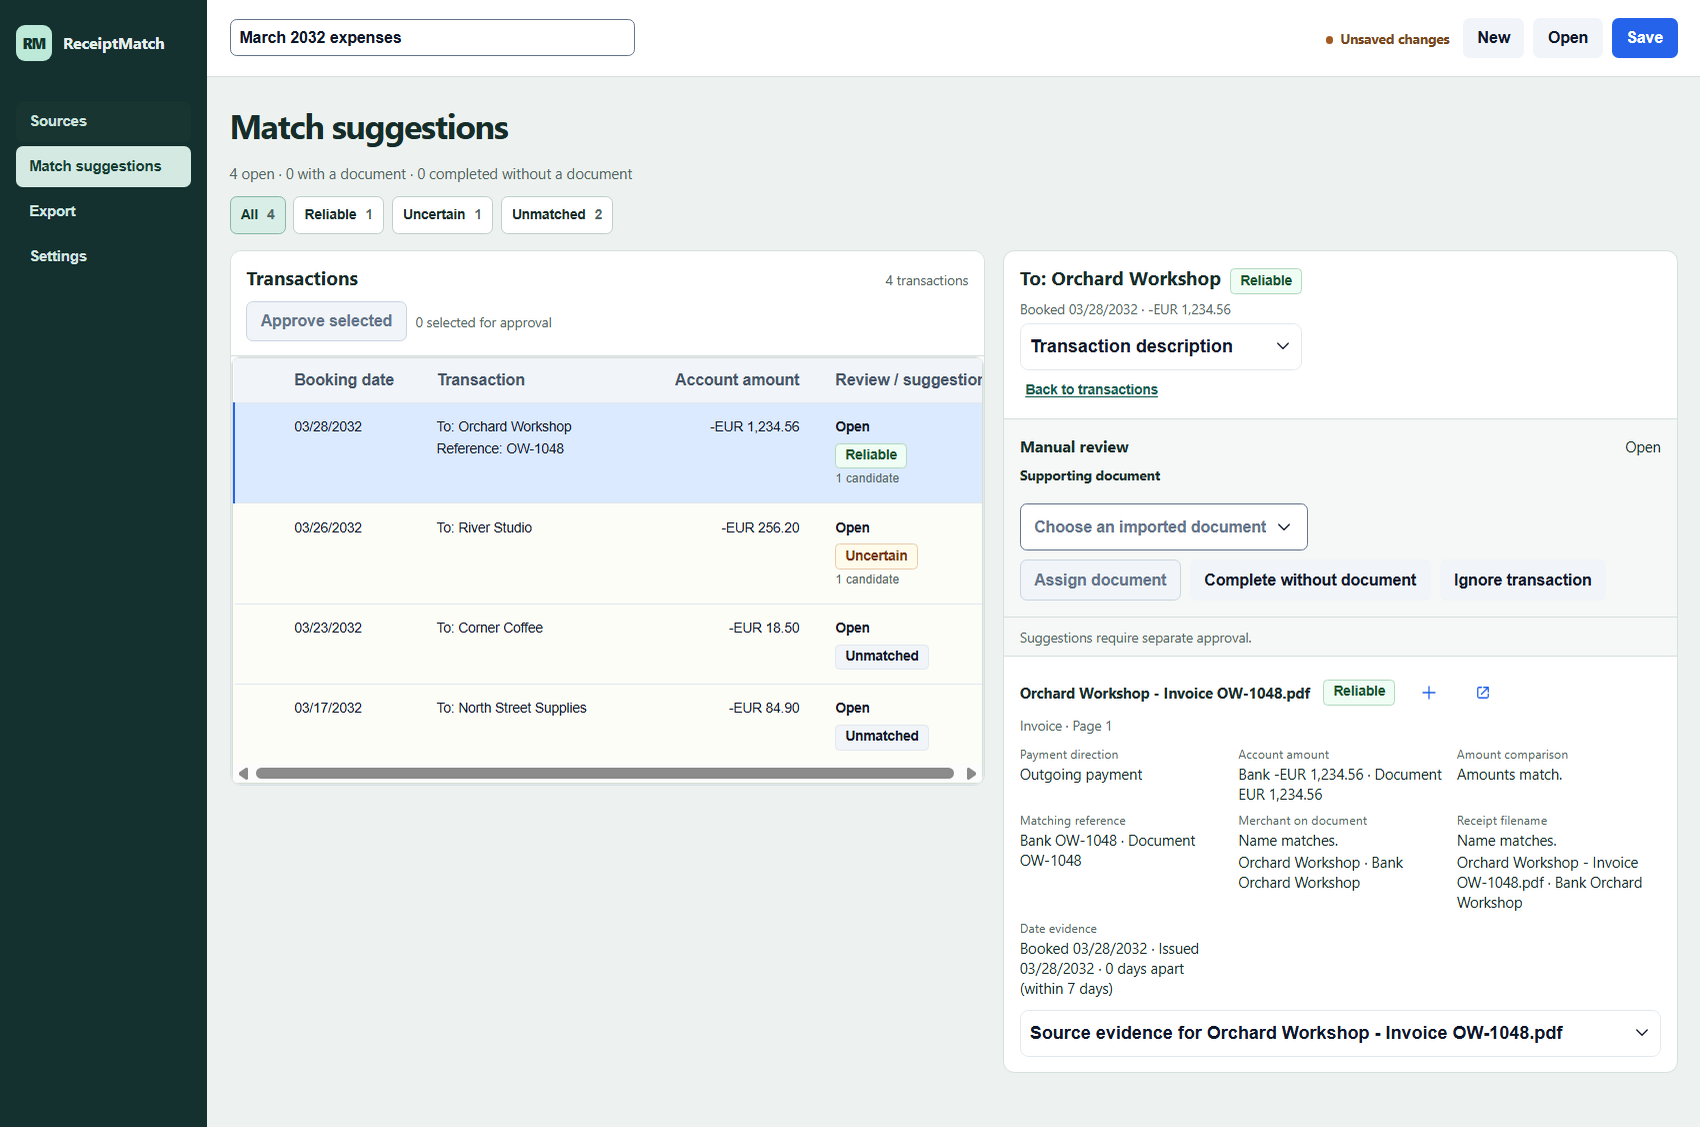 RM
ReceiptMatch
Sources
Match suggestions
Export
Settings
March 2032 expenses
Unsaved changes
New
Open
Save
Match suggestions
4 open · 0 with a document · 0 completed without a document
All 4
Reliable 1
Uncertain 1
Unmatched 2
Transactions
4 transactions
Approve selected
0 selected for approval
Booking date Transaction Account amount Review / suggestion
03/28/2032 To: Orchard Workshop -EUR 1,234.56 Open
Reference: OW-1048
Reliable
1 candidate
03/26/2032 To: River Studio -EUR 256.20 Open
Uncertain
1 candidate
03/23/2032 To: Corner Coffee -EUR 18.50 Open
Unmatched
03/17/2032 To: North Street Supplies -EUR 84.90 Open
Unmatched
To: Orchard Workshop Reliable
Booked 03/28/2032 · -EUR 1,234.56
Transaction description
Back to transactions
Manual review Open
Supporting document
Choose an imported document
Assign document
Complete without document
Ignore transaction
Suggestions require separate approval.
Orchard Workshop - Invoice OW-1048.pdf Reliable
Invoice · Page 1
Payment direction
Outgoing payment
Account amount
Bank -EUR 1,234.56 · Document
EUR 1,234.56
Amount comparison
Amounts match.
Matching reference
Bank OW-1048 · Document
OW-1048
Merchant on document
Name matches.
Orchard Workshop · Bank
Orchard Workshop
Receipt filename
Name matches.
Orchard Workshop - Invoice
OW-1048.pdf · Bank Orchard
Workshop
Date evidence
Booked 03/28/2032 · Issued
03/28/2032 · 0 days apart
(within 7 days)
Source evidence for Orchard Workshop - Invoice OW-1048.pdf